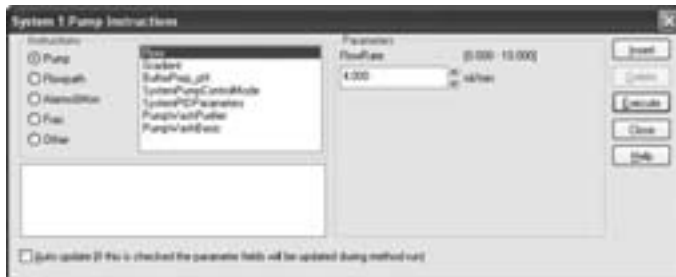 System 1 Pump Instructions
Instructions
Pump
Flowpath
Alarms&Mon
Frac
Other
Flow
Gradient
BufferPrep_pH
SystemPumpControlMode
SystemPIDParameters
PumpWashPurifier
PumpWashBasic
Parameters
FlowRate
[0.000 - 10.000]
4.000
ml/min
Insert
Delete
Execute
Close
Help
Auto update (If this is checked the parameter fields will be updated during method run)